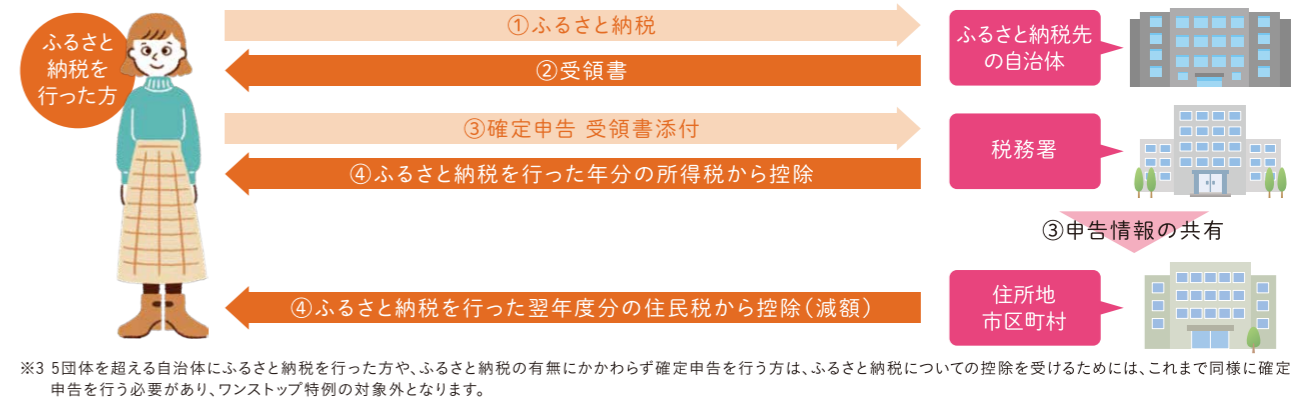 ふるさと
納税を
行った方
①ふるさと納税
②受領書
ふるさと納税先
の自治体
③確定申告 受領書添付
④ふるさと納税を行った年分の所得税から控除
税務署
③申告情報の共有
④ふるさと納税を行った翌年度分の住民税から控除(減額)
住所地
市区町村
※3 5団体を超える自治体にふるさと納税を行った方や、ふるさと納税の有無にかかわらず確定申告を行う方は、ふるさと納税についての控除を受けるためには、これまで同様に確定
申告を行う必要があり、ワンストップ特例の対象外となります。